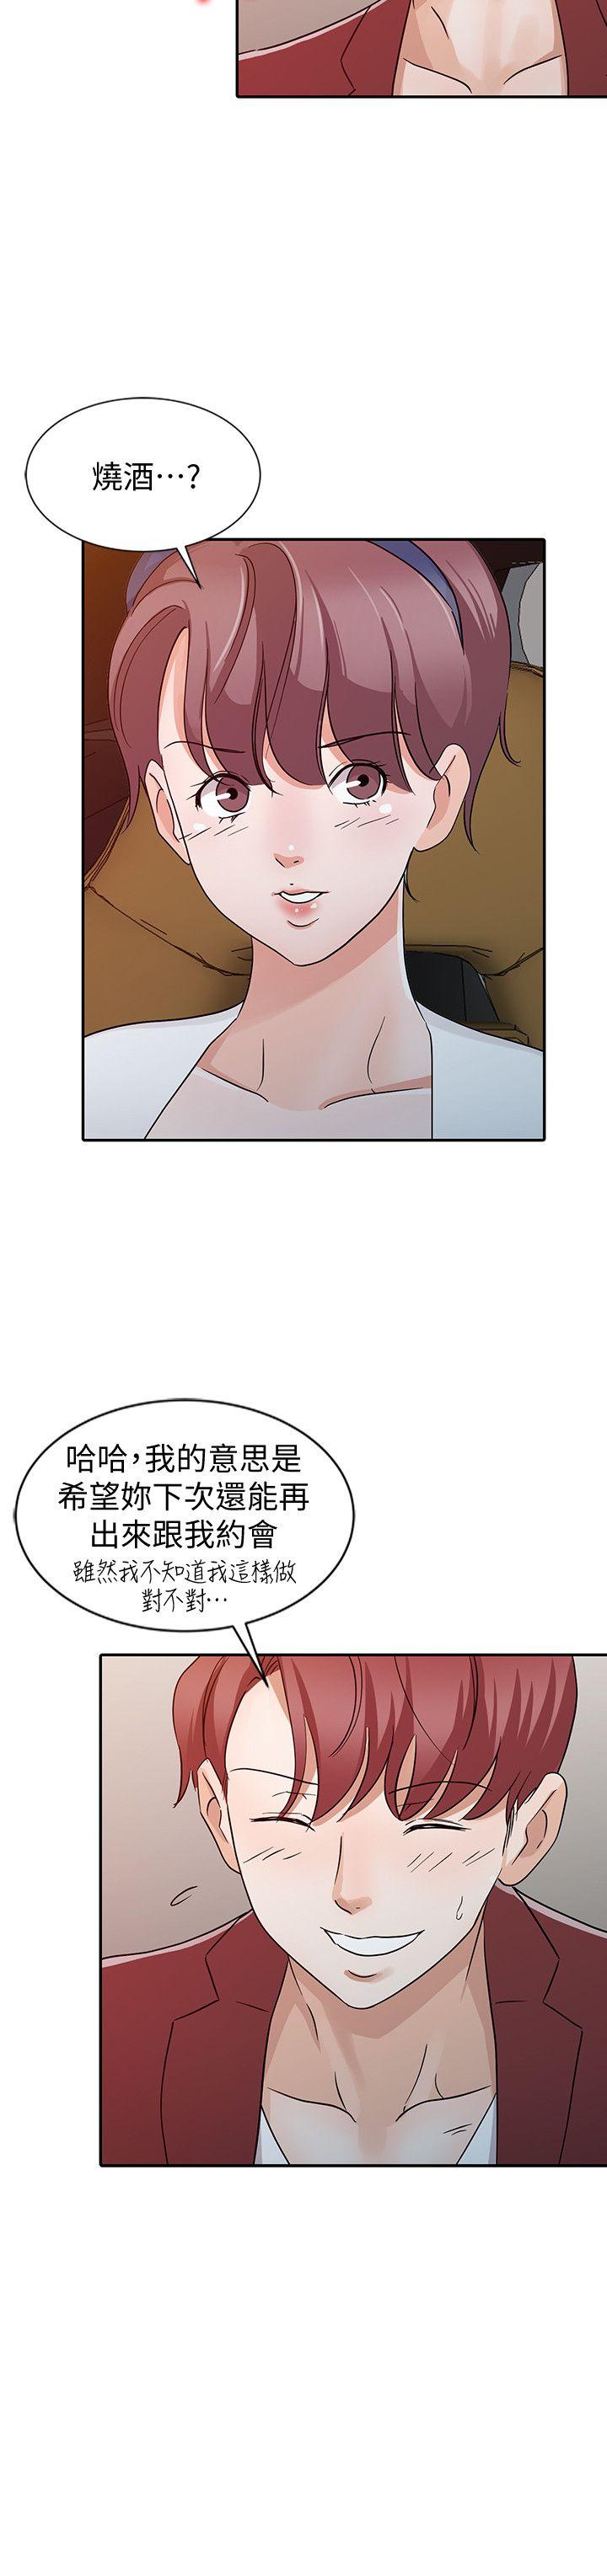 燒酒…?
哈哈，我的意思是
希望妳下次還能再
出來跟我約會
雖然我不知道我這樣做
對不對…